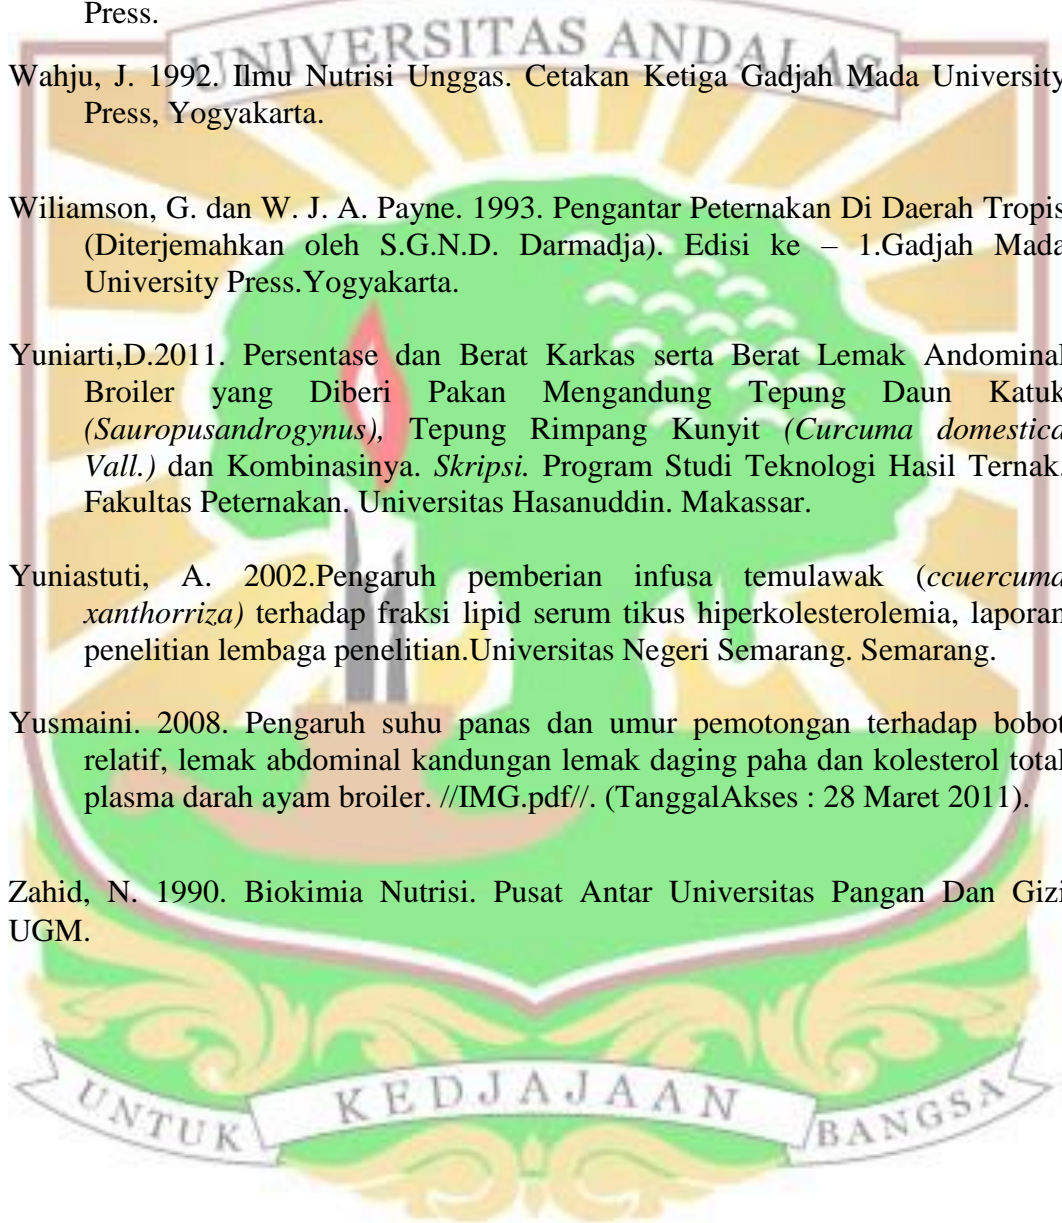 Press.
UNIVERSITAS ANDALAS
Wahju, J. 1992. Ilmu Nutrisi Unggas. Cetakan Ketiga Gadjah Mada University
Press, Yogyakarta.
Wiliamson, G. dan W. J. A. Payne. 1993. Pengantar Peternakan Di Daerah Tropis
(Diterjemahkan oleh S.G.N.D. Darmadja). Edisi ke – 1.Gadjah Mada
University Press.Yogyakarta.
Yuniarti,D.2011. Persentase dan Berat Karkas serta Berat Lemak Andominal
Broiler yang Diberi Pakan Mengandung Tepung Daun Katuk
(Sauropusandrogynus), Tepung Rimpang Kunyit (Curcuma domestica
Vall.) dan Kombinasinya. Skripsi. Program Studi Teknologi Hasil Ternak.
Fakultas Peternakan. Universitas Hasanuddin. Makassar.
Yuniastuti, A. 2002.Pengaruh pemberian infusa temulawak (ccuercuma
xanthorriza) terhadap fraksi lipid serum tikus hiperkolesterolemia, laporan
penelitian lembaga penelitian.Universitas Negeri Semarang. Semarang.
Yusmaini. 2008. Pengaruh suhu panas dan umur pemotongan terhadap bobot
relatif, lemak abdominal kandungan lemak daging paha dan kolesterol total
plasma darah ayam broiler. //IMG.pdf//. (TanggalAkses : 28 Maret 2011).
Zahid, N. 1990. Biokimia Nutrisi. Pusat Antar Universitas Pangan Dan Gizi
UGM.
UNTUK KEDJAJAAN BANGSA